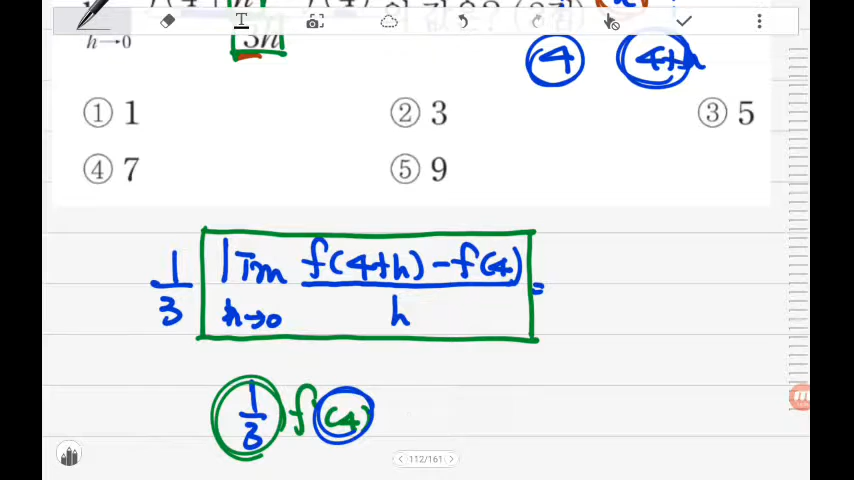 h→0
3h
4 4+h
① 1 ② 3 ③ 5
④ 7 ⑤ 9
1/3 lim h→0 f(4+h)-f(4)/h =
1/3 f(4)
112/161